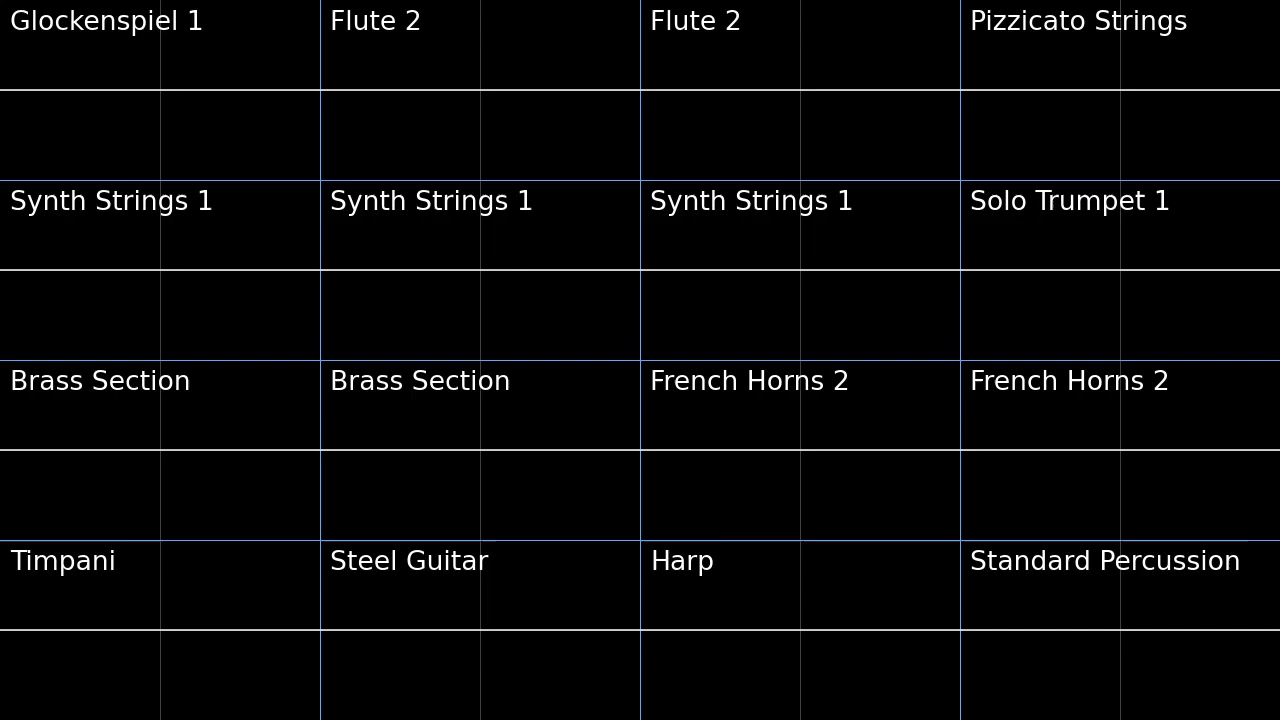 Glockenspiel 1
Flute 2
Flute 2
Pizzicato Strings
Synth Strings 1
Synth Strings 1
Synth Strings 1
Solo Trumpet 1
Brass Section
Brass Section
French Horns 2
French Horns 2
Timpani
Steel Guitar
Harp
Standard Percussion